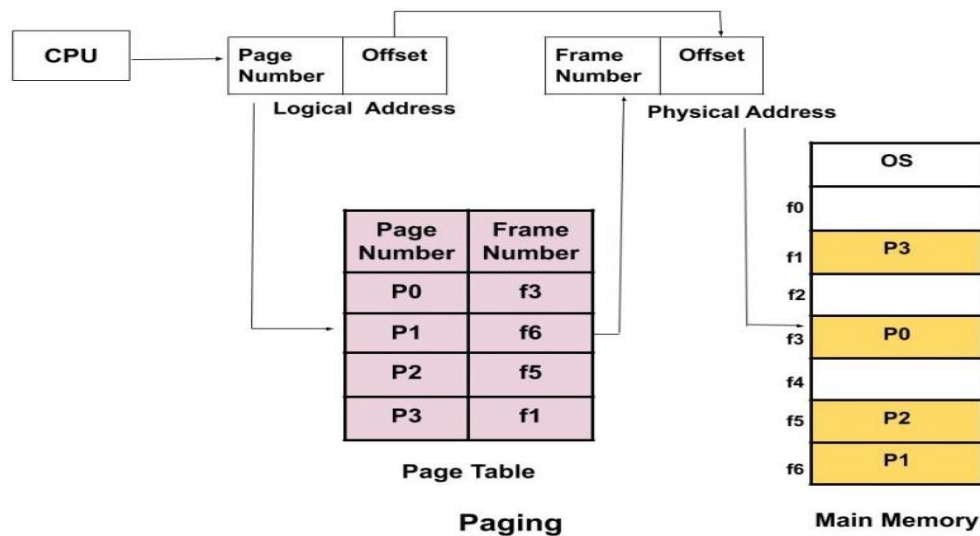 CPU
Page Number
Offset
Logical Address
Frame Number
Offset
Physical Address
Page Number
Frame Number
P0
f3
P1
f6
P2
f5
P3
f1
Page Table
Paging
OS
f0
f1
P3
f2
f3
P0
f4
f5
P2
f6
P1
Main Memory